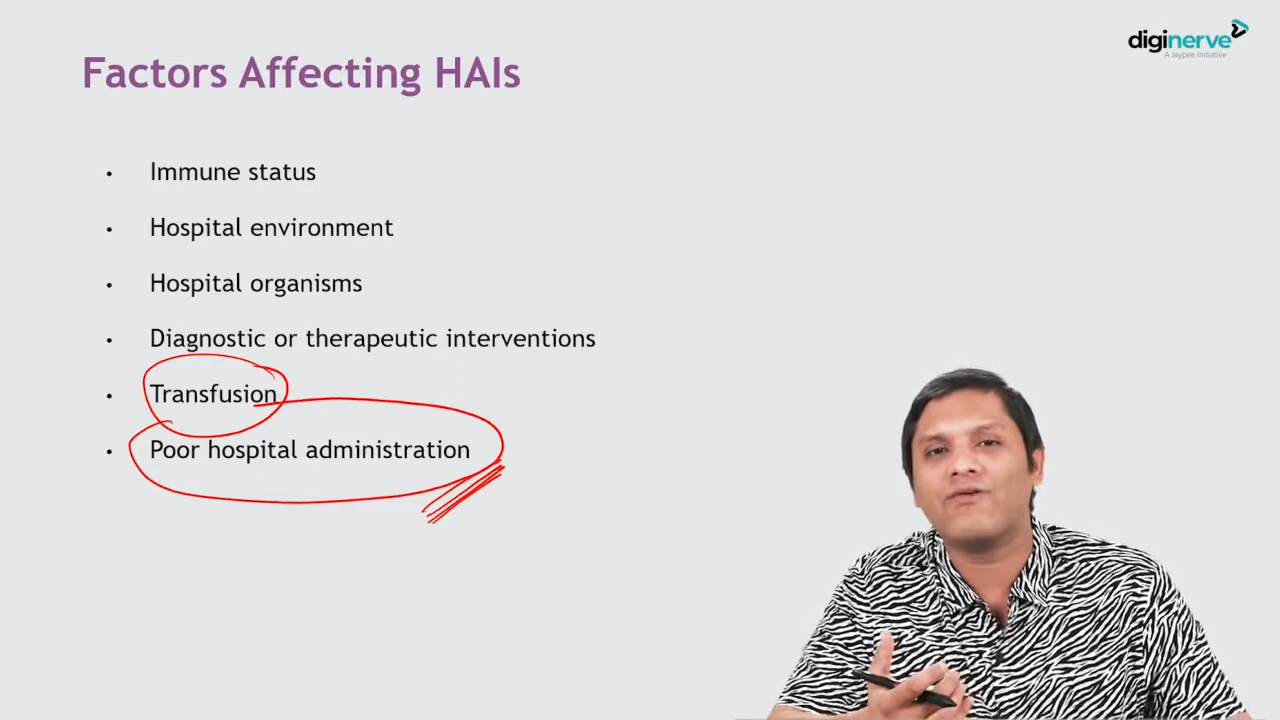 diginerve
A Jaypee Initiative
Factors Affecting HAIs
• Immune status
• Hospital environment
• Hospital organisms
• Diagnostic or therapeutic interventions
• Transfusion
• Poor hospital administration